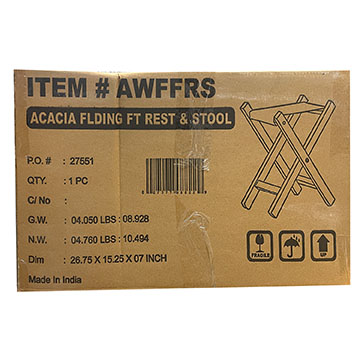 ITEM # AWFFRS
ACACIA FLDING FT REST & STOOL
P.O. # : 27551
QTY. : 1 PC
C/ No :
G.W. : 04.050 LBS : 08.928
N.W. : 04.760 LBS : 10.494
Dim : 26.75 X 15.25 X 07 INCH
Made In India
FRAGILE
UP